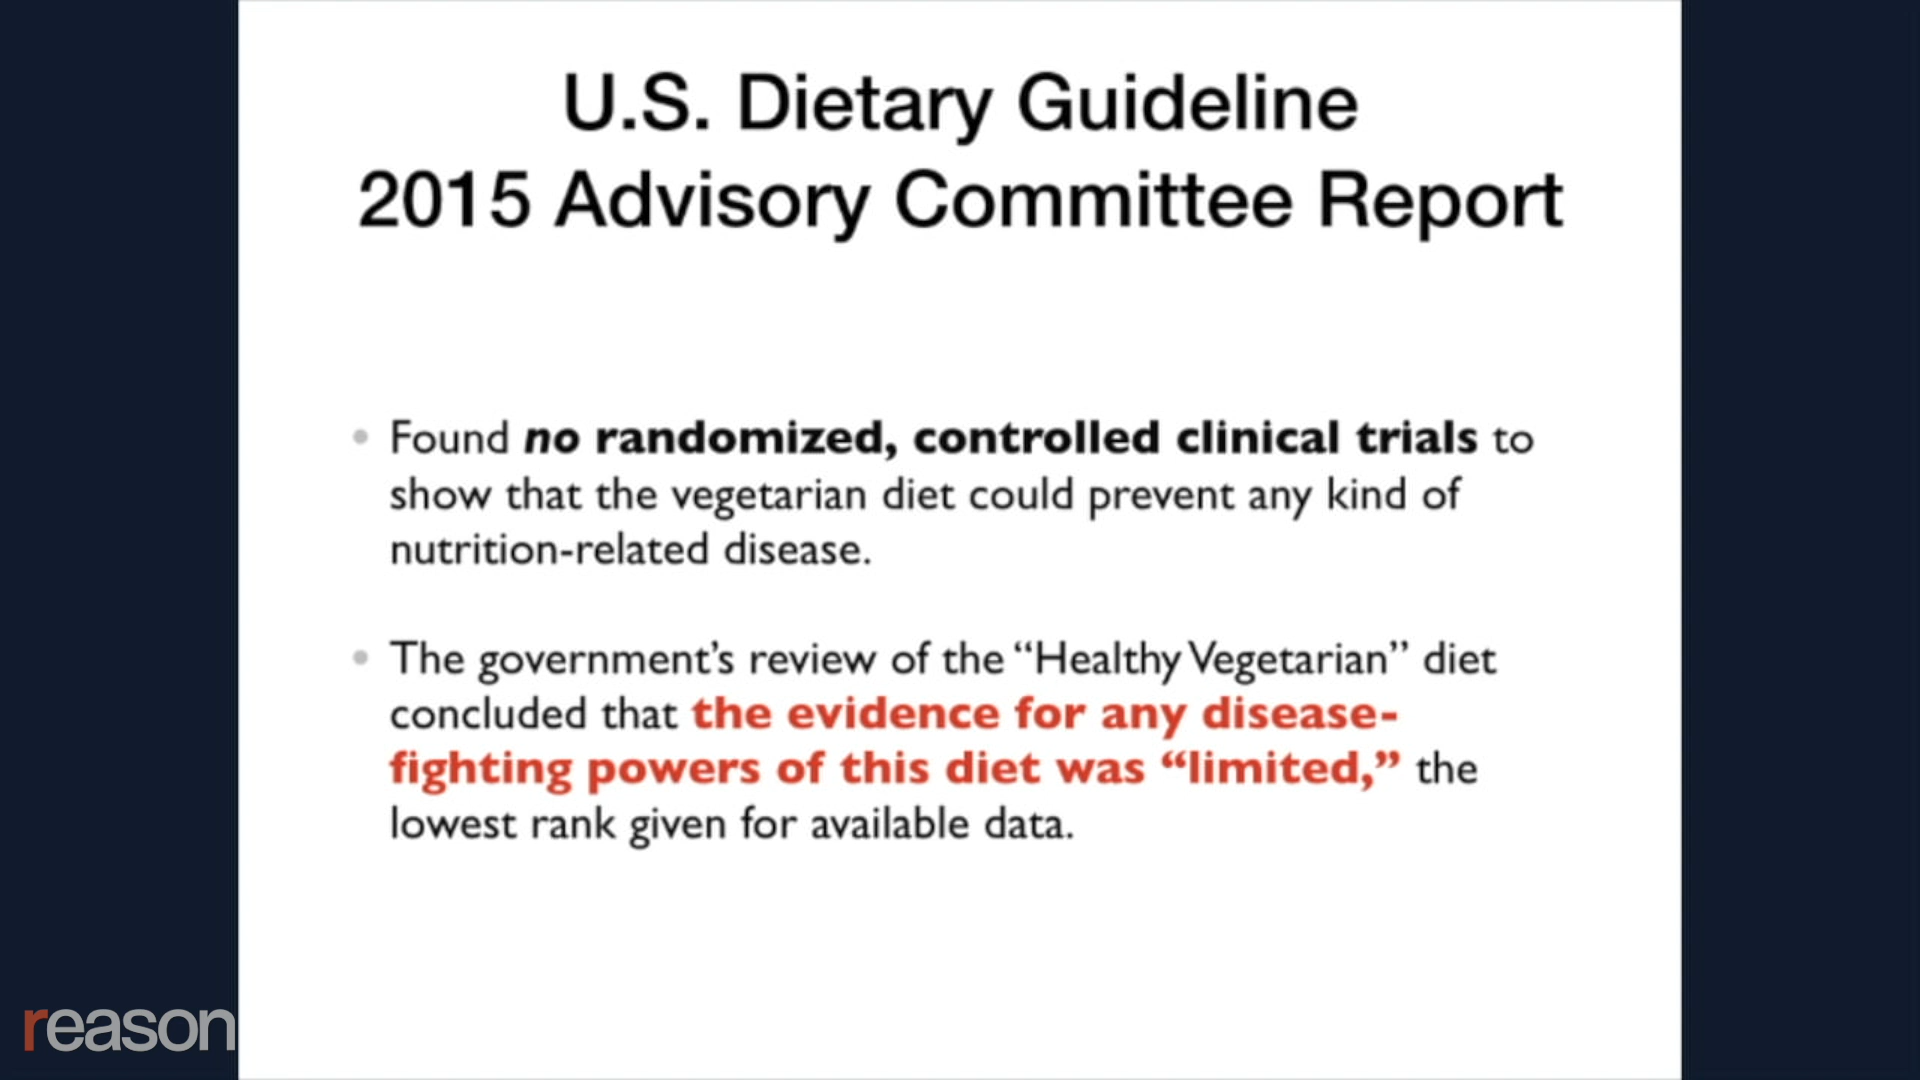 U.S. Dietary Guideline
2015 Advisory Committee Report
• Found no randomized, controlled clinical trials to
show that the vegetarian diet could prevent any kind of
nutrition-related disease.
• The government’s review of the “Healthy Vegetarian” diet
concluded that the evidence for any disease-
fighting powers of this diet was “limited,” the
lowest rank given for available data.
reason